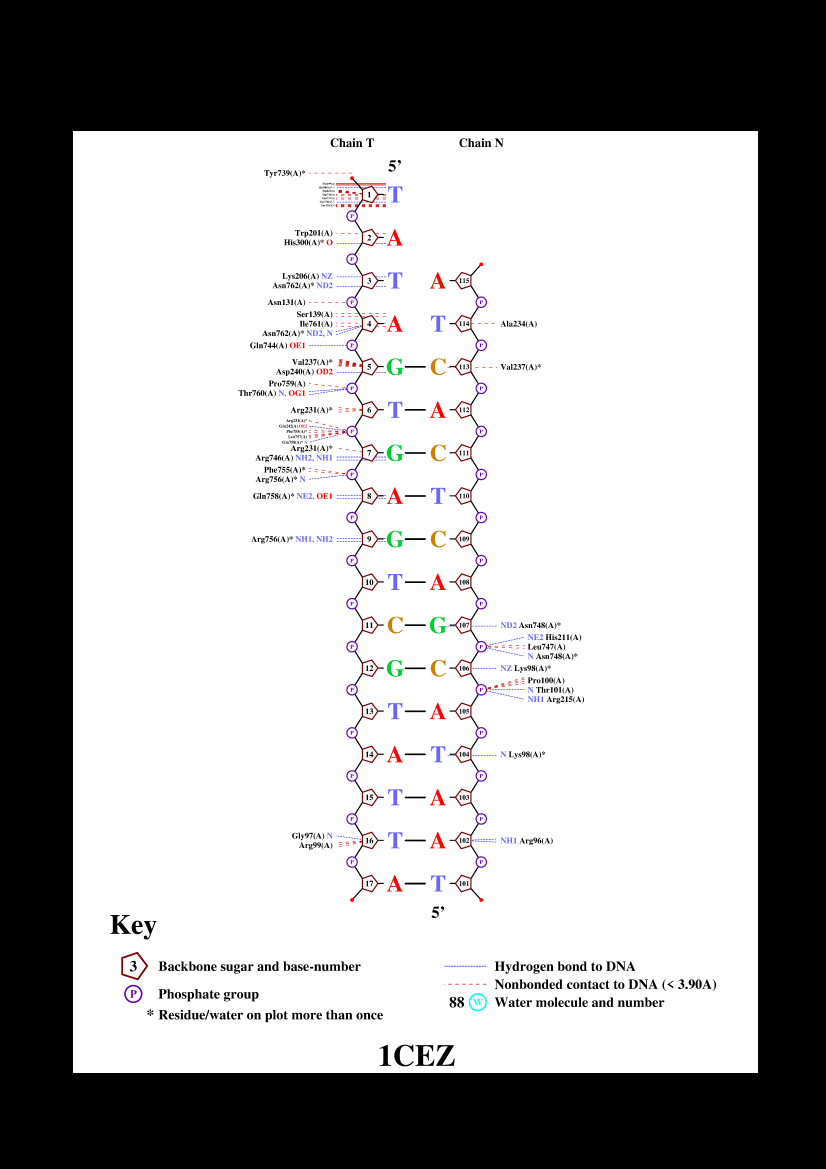 Chain T Chain N
5’
Tyr739(A)*
1 T
P
Trp201(A)
His300(A)* O
2 A
P
Lys206(A) NZ
Asn762(A)* ND2
3 T A 115
Asn131(A)
P P
Ser139(A)
Ile761(A)
Asn762(A)* ND2, N
4 A T 114 Ala234(A)
Gln744(A) OE1
P P
Val237(A)*
Asp240(A) OD2
5 G C 113 Val237(A)*
Pro759(A)
Thr760(A) N, OG1
P P
Arg231(A)*
6 T A 112
P P
Arg231(A)*
Arg746(A) NH2, NH1
7 G C 111
Phe755(A)*
Arg756(A)* N
P P
Gln758(A)* NE2, OE1
8 A T 110
P P
Arg756(A)* NH1, NH2
9 G C 109
P P
10 T A 108
P P
11 C G 107 ND2 Asn748(A)*
NE2 His211(A)
P P Leu747(A)
N Asn748(A)*
12 G C 106 NZ Lys98(A)*
Pro100(A)
P P N Thr101(A)
NH1 Arg215(A)
13 T A 105
P P
14 A T 104 N Lys98(A)*
P P
15 T A 103
P P
Gly97(A) N
Arg99(A)
16 T A 102 NH1 Arg96(A)
P P
17 A T 101
5’
Key
3 Backbone sugar and base-number
P Phosphate group
* Residue/water on plot more than once
Hydrogen bond to DNA
Nonbonded contact to DNA (< 3.90A)
88 W Water molecule and number
1CEZ